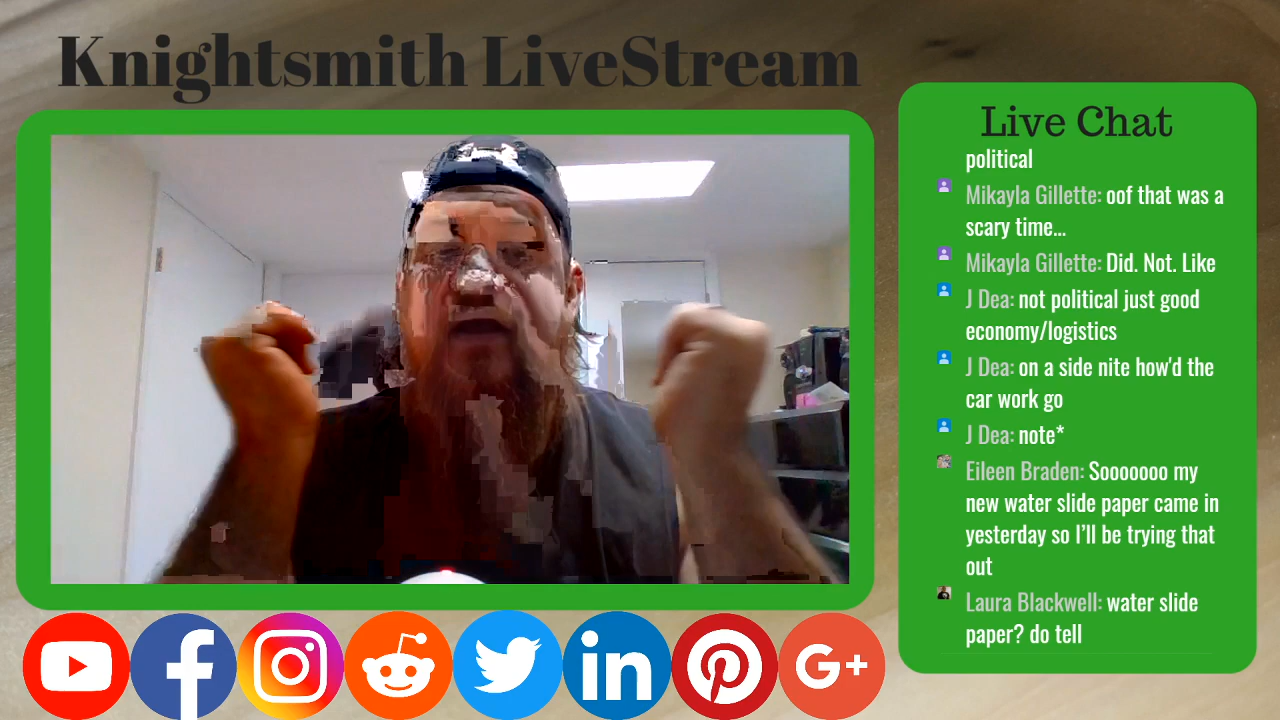 Knightsmith LiveStream
Live Chat
political
Mikayla Gillette: oof that was a
scary time...
Mikayla Gillette: Did. Not. Like
J Dea: not political just good
economy/logistics
J Dea: on a side nite how'd the
car work go
J Dea: note*
Eileen Braden: Sooooooo my
new water slide paper came in
yesterday so I’ll be trying that
out
Laura Blackwell: water slide
paper? do tell
f
in
G+